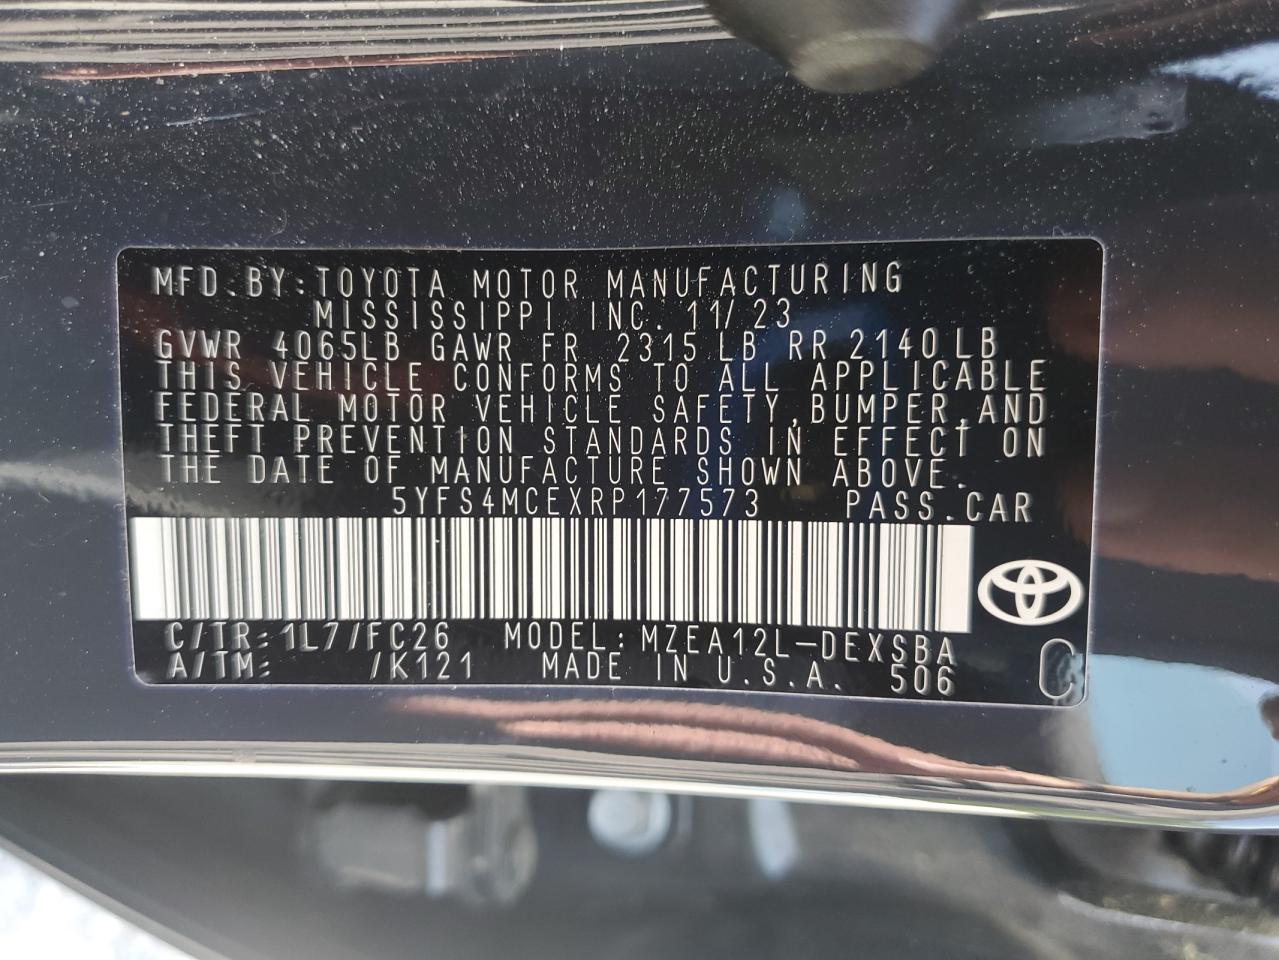 MFD.BY:TOYOTA MOTOR MANUFACTURING
MISSISSIPPI INC. 11/23
GVWR 4065LB GAWR FR 2315 LB RR 2140LB
THIS VEHICLE CONFORMS TO ALL APPLICABLE
FEDERAL MOTOR VEHICLE SAFETY,BUMPER,AND
THEFT PREVENTION STANDARDS IN EFFECT ON
THE DATE OF MANUFACTURE SHOWN ABOVE.
5YFS4MCEXRP177573 PASS.CAR
C/TR:1L7/FC26 MODEL:MZEA12L-DEXSBA
A/TM: /K121 MADE IN U.S.A. 506 C